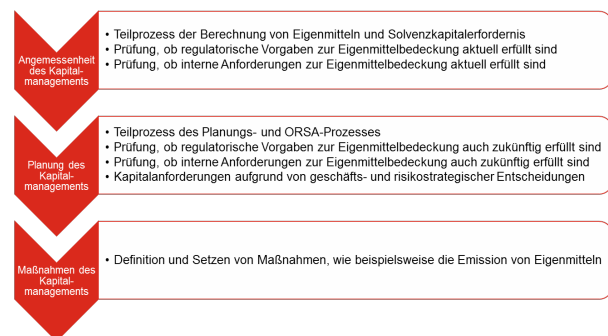 Angemessenheit
des Kapital-
managements
• Teilprozess der Berechnung von Eigenmitteln und Solvenzkapitalerfordernis
• Prüfung, ob regulatorische Vorgaben zur Eigenmittelbedeckung aktuell erfüllt sind
• Prüfung, ob interne Anforderungen zur Eigenmittelbedeckung aktuell erfüllt sind
Planung des
Kapital-
managements
• Teilprozess des Planungs- und ORSA-Prozesses
• Prüfung, ob regulatorische Vorgaben zur Eigenmittelbedeckung auch zukünftig erfüllt sind
• Prüfung, ob interne Anforderungen zur Eigenmittelbedeckung auch zukünftig erfüllt sind
• Kapitalanforderungen aufgrund von geschäfts- und risikostrategischer Entscheidungen
Maßnahmen des
Kapital-
managements
• Definition und Setzen von Maßnahmen, wie beispielsweise die Emission von Eigenmitteln